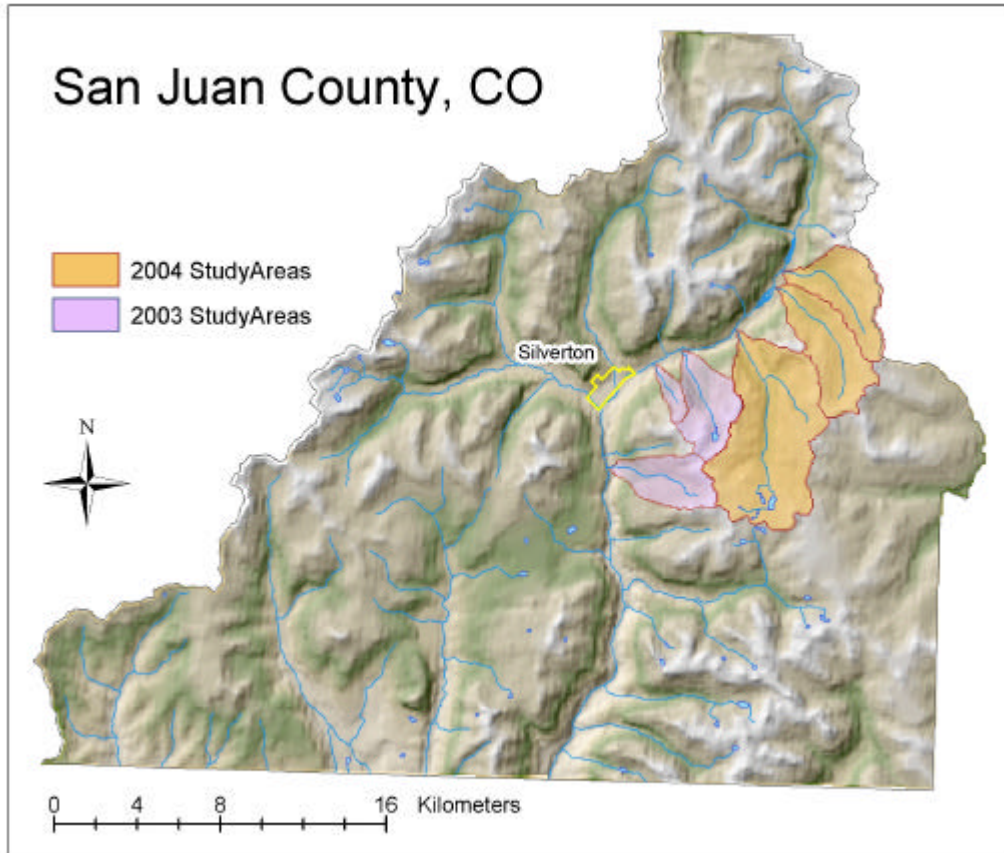 San Juan County, CO
2004 StudyAreas
2003 StudyAreas
Silverton
N
0 4 8 16 Kilometers